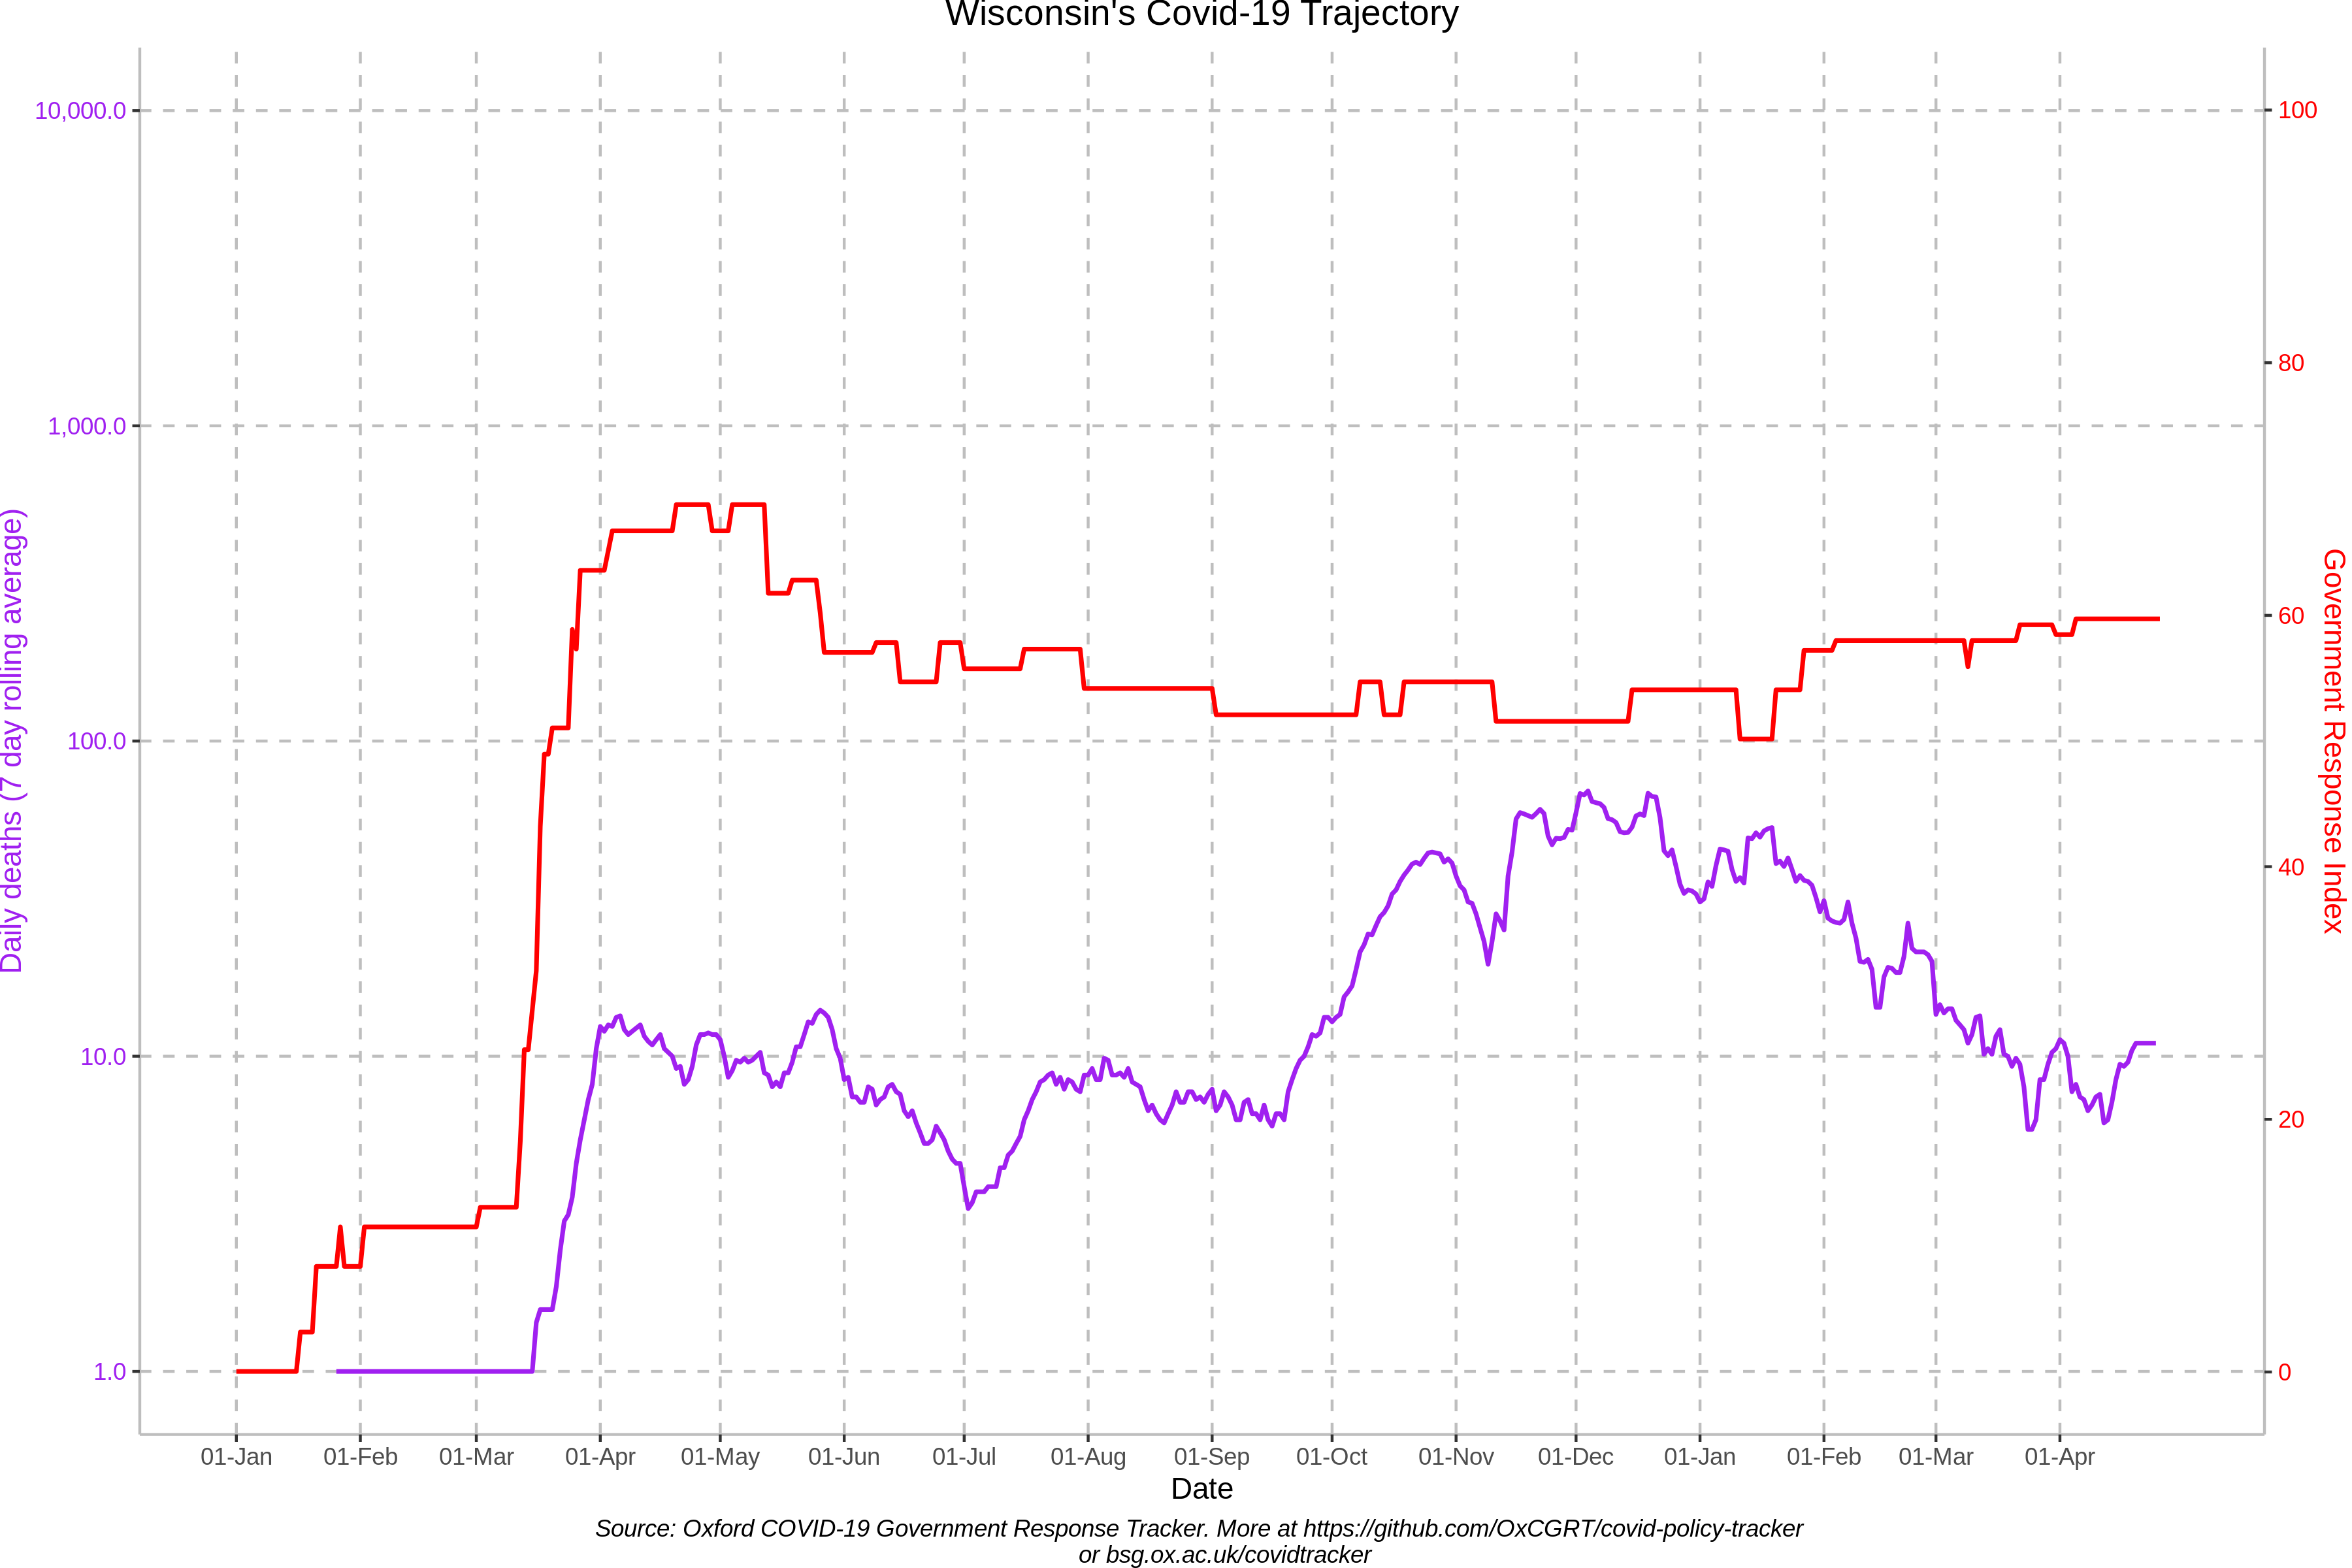 Wisconsin's Covid-19 Trajectory
10,000.0
1,000.0
100.0
10.0
1.0
Daily deaths (7 day rolling average)
100
80
60
40
20
0
Government Response Index
01-Jan 01-Feb 01-Mar 01-Apr 01-May 01-Jun 01-Jul 01-Aug 01-Sep 01-Oct 01-Nov 01-Dec 01-Jan 01-Feb 01-Mar 01-Apr
Date
Source: Oxford COVID-19 Government Response Tracker. More at https://github.com/OxCGRT/covid-policy-tracker
or bsg.ox.ac.uk/covidtracker